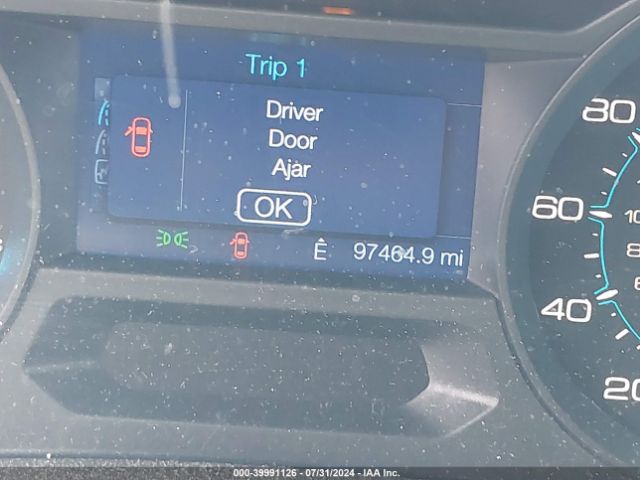 Trip 1
Driver
Door
Ajar
OK
Ê 97464.9 mi
80
60
40
20
000-39991126 - 07/31/2024 - IAA Inc.